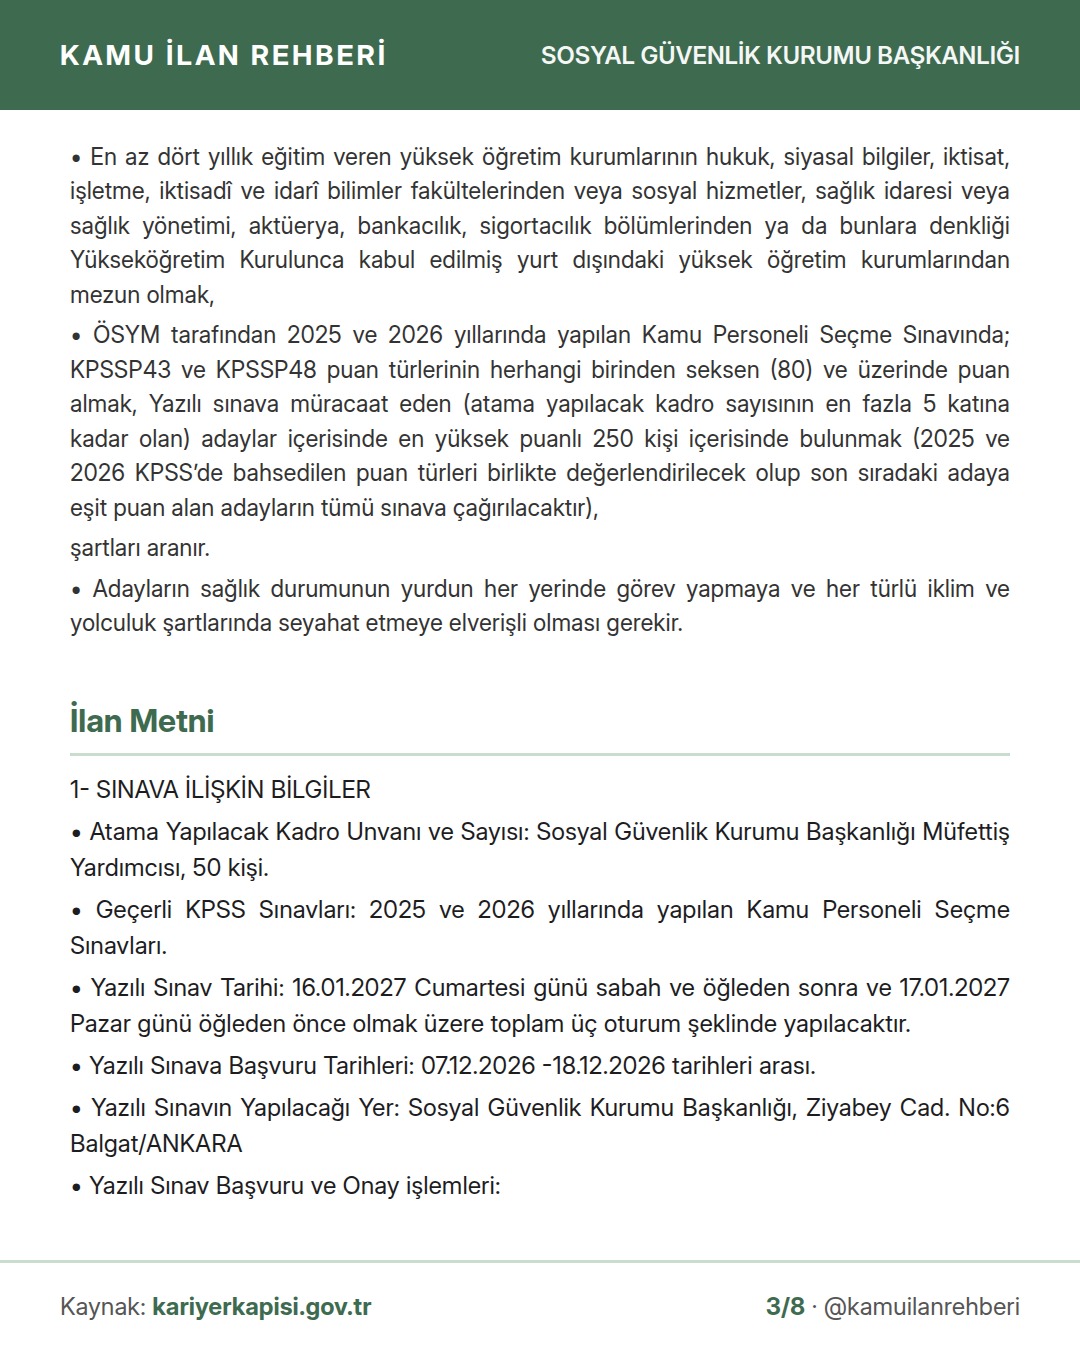 KAMU İLAN REHBERİ
SOSYAL GÜVENLİK KURUMU BAŞKANLIĞI
• En az dört yıllık eğitim veren yüksek öğretim kurumlarının hukuk, siyasal bilgiler, iktisat,
işletme, iktisadî ve idarî bilimler fakültelerinden veya sosyal hizmetler, sağlık idaresi veya
sağlık yönetimi, aktüerya, bankacılık, sigortacılık bölümlerinden ya da bunlara denkliği
Yükseköğretim Kurulunca kabul edilmiş yurt dışındaki yüksek öğretim kurumlarından
mezun olmak,
• ÖSYM tarafından 2025 ve 2026 yıllarında yapılan Kamu Personeli Seçme Sınavında;
KPSSP43 ve KPSSP48 puan türlerinin herhangi birinden seksen (80) ve üzerinde puan
almak, Yazılı sınava müracaat eden (atama yapılacak kadro sayısının en fazla 5 katına
kadar olan) adaylar içerisinde en yüksek puanlı 250 kişi içerisinde bulunmak (2025 ve
2026 KPSS’de bahsedilen puan türleri birlikte değerlendirilecek olup son sıradaki adaya
eşit puan alan adayların tümü sınava çağırılacaktır),
şartları aranır.
• Adayların sağlık durumunun yurdun her yerinde görev yapmaya ve her türlü iklim ve
yolculuk şartlarında seyahat etmeye elverişli olması gerekir.
İlan Metni
1- SINAVA İLİŞKİN BİLGİLER
• Atama Yapılacak Kadro Unvanı ve Sayısı: Sosyal Güvenlik Kurumu Başkanlığı Müfettiş
Yardımcısı, 50 kişi.
• Geçerli KPSS Sınavları: 2025 ve 2026 yıllarında yapılan Kamu Personeli Seçme
Sınavları.
• Yazılı Sınav Tarihi: 16.01.2027 Cumartesi günü sabah ve öğleden sonra ve 17.01.2027
Pazar günü öğleden önce olmak üzere toplam üç oturum şeklinde yapılacaktır.
• Yazılı Sınava Başvuru Tarihleri: 07.12.2026 -18.12.2026 tarihleri arası.
• Yazılı Sınavın Yapılacağı Yer: Sosyal Güvenlik Kurumu Başkanlığı, Ziyabey Cad. No:6
Balgat/ANKARA
• Yazılı Sınav Başvuru ve Onay işlemleri:
Kaynak: kariyerkapisi.gov.tr
3/8 · @kamuilanrehberi